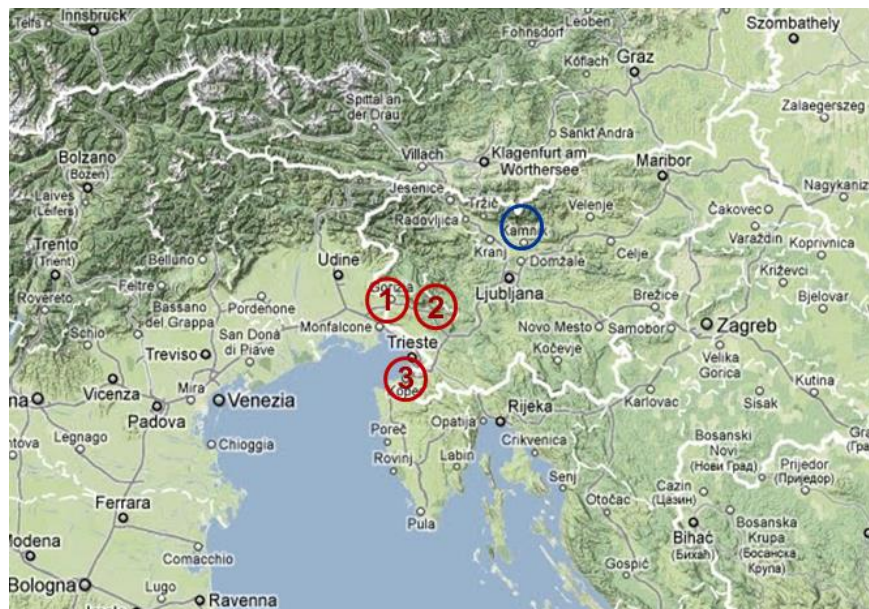 Innsbruck
Telfs
Leoben
Fohnsdorf
Szombathely
Graz
Köflach
Spittal an
der Drau
Zalaegerszeg
Sankt Andrä
Bolzano
(Bozen)
Villach
Klagenfurt am
Wörthersee
Maribor
Laives
(Leifers)
Jesenice
Tržič
Radovljica
Velenje
Nagykaniz
Čakovec
Trento
(Trient)
Belluno
Udine
Kamnik
Kranj
Domžale
Celje
Varaždin
Koprivnica
Feltre
Rovereto
Pordenone
Gorizia
1
2
Ljubljana
Križevci
Bassano
del Grappa
Schio
San Donà
di Piave
Monfalcone
Brežice
Bjelovar
Novo Mesto
Samobor
Zagreb
Trieste
Treviso
Kočevje
Velika
Gorica
3
Vicenza
Mira
Padova
Venezia
Opatija
Rijeka
Karlovac
Kutina
Sisak
Legnago
Chioggia
Poreč
Rovinj
Labin
Crikvenica
Senj
Bosanski
Novi
(Нови Град)
Prijedor
(Приједор)
Pula
Otočac
Cazin
(Цазин)
Ferrara
Bihać
(Бихаћ)
Bosanska
Krupa
(Босанска
Крупа)
Modena
Comacchio
Gospić
Bologna
Lugo
Ravenna